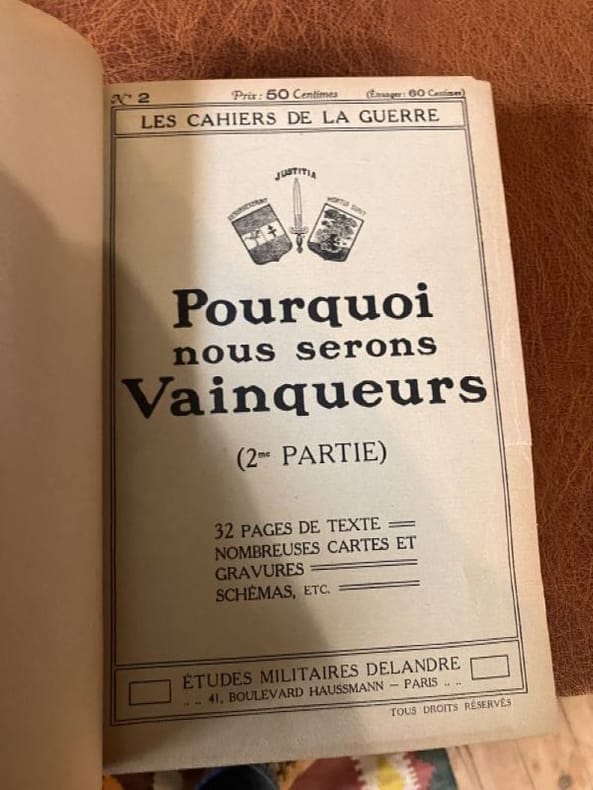 N° 2 Prix : 50 Centimes (Étranger : 60 Centimes)
LES CAHIERS DE LA GUERRE
JUSTITIA
Pourquoi
nous serons
Vainqueurs
(2me PARTIE)
32 PAGES DE TEXTE
NOMBREUSES CARTES ET
GRAVURES
SCHÉMAS, ETC.
ÉTUDES MILITAIRES DELANDRE
.. .. 41, BOULEVARD HAUSSMANN — PARIS .. ..
TOUS DROITS RÉSERVÉS